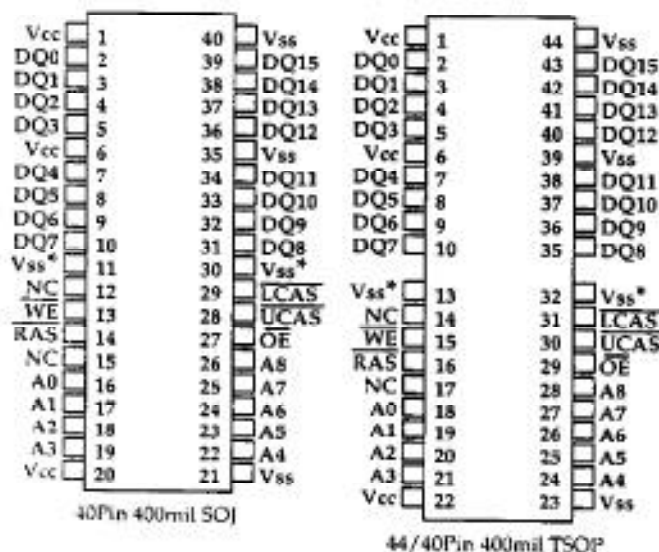 Vcc 1 40 Vss
DQ0 2 39 DQ15
DQ1 3 38 DQ14
DQ2 4 37 DQ13
DQ3 5 36 DQ12
Vcc 6 35 Vss
DQ4 7 34 DQ11
DQ5 8 33 DQ10
DQ6 9 32 DQ9
DQ7 10 31 DQ8
Vss* 11 30 Vss*
NC 12 29 LCAS
WE 13 28 UCAS
RAS 14 27 OE
NC 15 26 A8
A0 16 25 A7
A1 17 24 A6
A2 18 23 A5
A3 19 22 A4
Vcc 20 21 Vss
40Pin 400mil SOJ
Vcc 1 44 Vss
DQ0 2 43 DQ15
DQ1 3 42 DQ14
DQ2 4 41 DQ13
DQ3 5 40 DQ12
Vcc 6 39 Vss
DQ4 7 38 DQ11
DQ5 8 37 DQ10
DQ6 9 36 DQ9
DQ7 10 35 DQ8
Vss* 13 32 Vss*
NC 14 31 LCAS
WE 15 30 UCAS
RAS 16 29 OE
NC 17 28 A8
A0 18 27 A7
A1 19 26 A6
A2 20 25 A5
A3 21 24 A4
Vcc 22 23 Vss
44/40Pin 400mil TSOP